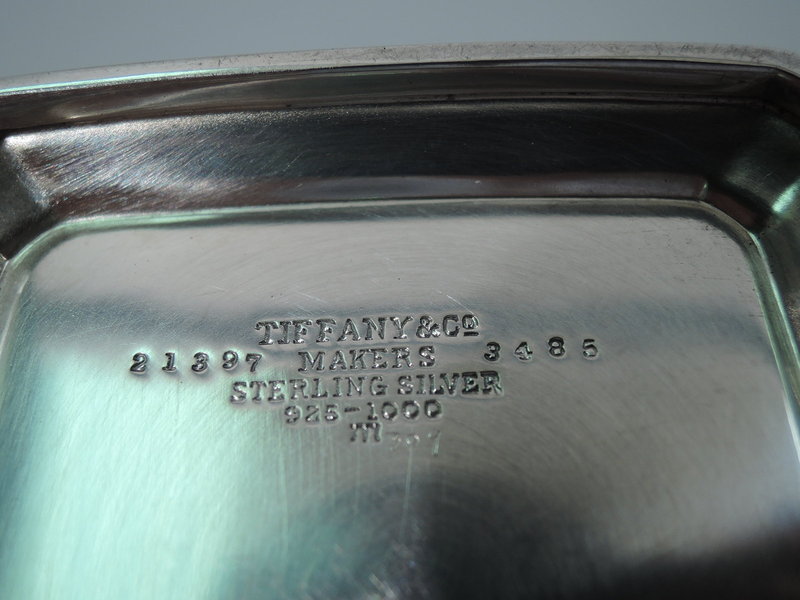 TIFFANY & Co
21397 MAKERS 3485
STERLING SILVER
925-1000
m